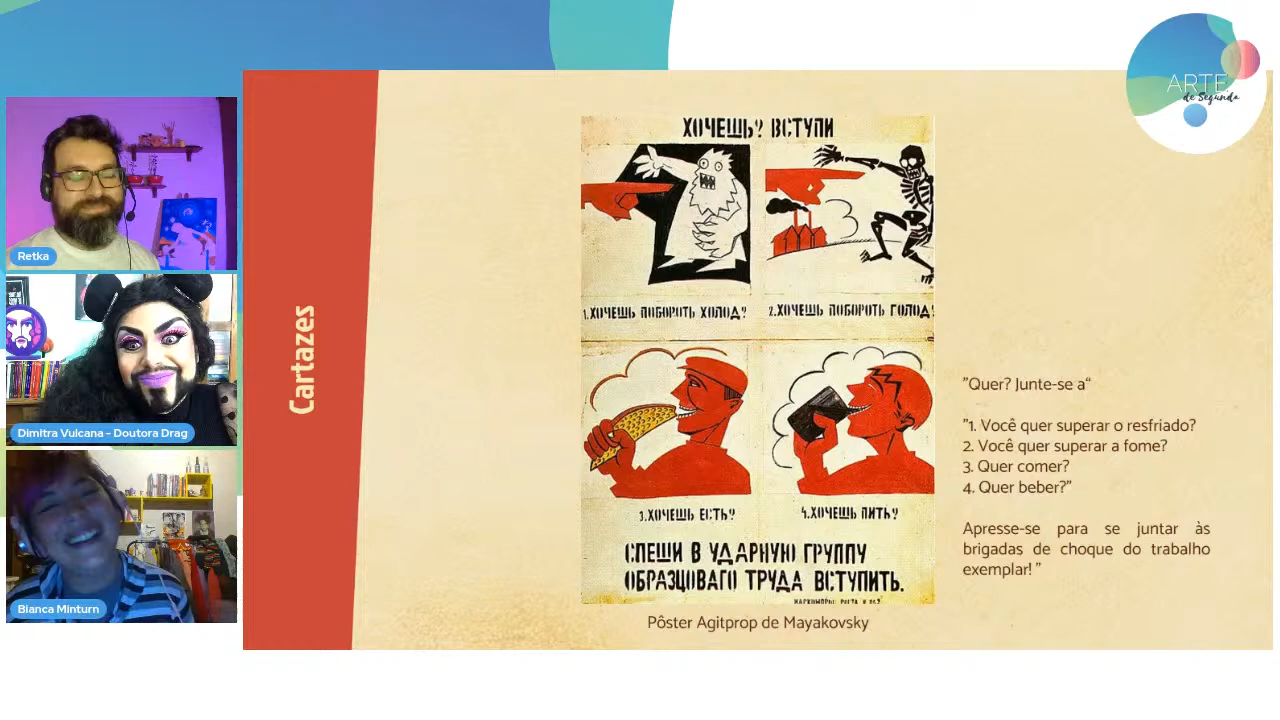 ARTE
de Segunda
Retka
Dimitra Vulcana - Doutora Drag
Bianca Minturn
Cartazes
ХОЧЕШЬ? ВСТУПИ
1.ХОЧЕШЬ ПОБОРОТЬ ХОЛОД?
2.ХОЧЕШЬ ПОБОРОТЬ ГОЛОД?
3.ХОЧЕШЬ ЕСТЬ?
4.ХОЧЕШЬ ПИТЬ?
СПЕШИ В УДАРНУЮ ГРУППУ
ОБРАЗЦОВАГО ТРУДА ВСТУПИТЬ.
Pôster Agitprop de Mayakovsky
”Quer? Junte-se a“
”1. Você quer superar o resfriado?
2. Você quer superar a fome?
3. Quer comer?
4. Quer beber?”
Apresse-se para se juntar às
brigadas de choque do trabalho
exemplar! ”